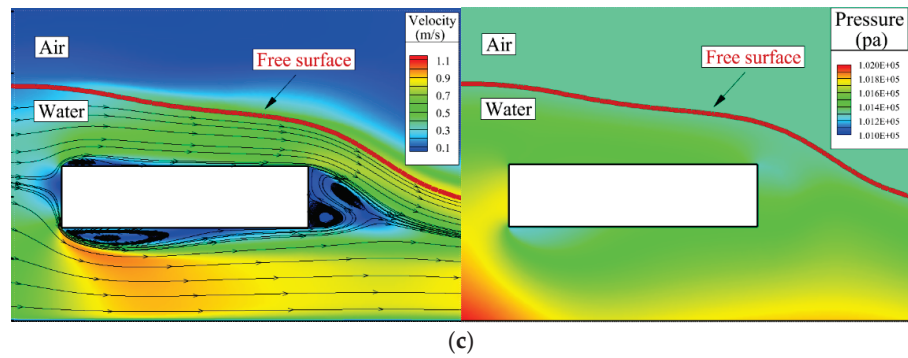 Velocity
(m/s)
1.1
0.9
0.7
0.5
0.3
0.1
Air
Free surface
Water
Pressure
(pa)
1.020E+05
1.018E+05
1.016E+05
1.014E+05
1.012E+05
1.010E+05
Air
Free surface
Water
(c)